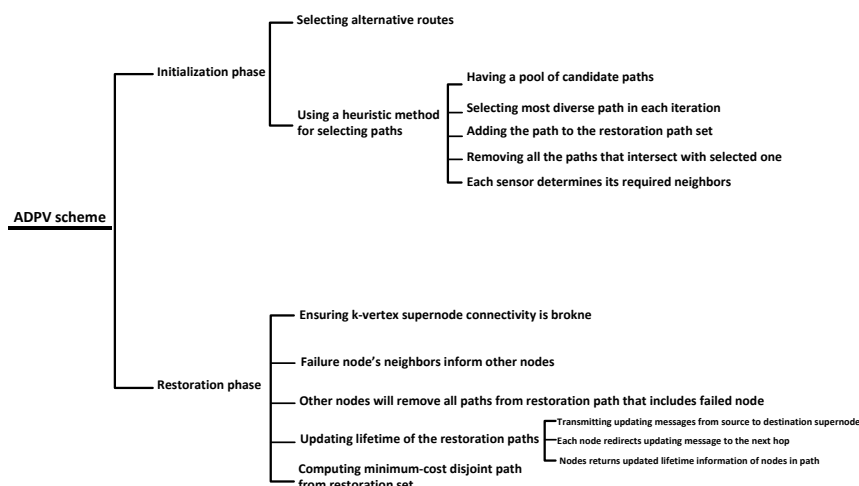 Selecting alternative routes
Initialization phase
Having a pool of candidate paths
Selecting most diverse path in each iteration
Using a heuristic method
for selecting paths
Adding the path to the restoration path set
Removing all the paths that intersect with selected one
Each sensor determines its required neighbors
ADPV scheme
Ensuring k-vertex supernode connectivity is brokne
Failure node's neighbors inform other nodes
Restoration phase
Other nodes will remove all paths from restoration path that includes failed node
Transmitting updating messages from source to destination supernode
Updating lifetime of the restoration paths
Each node redirects updating message to the next hop
Nodes returns updated lifetime information of nodes in path
Computing minimum-cost disjoint path
from restoration set